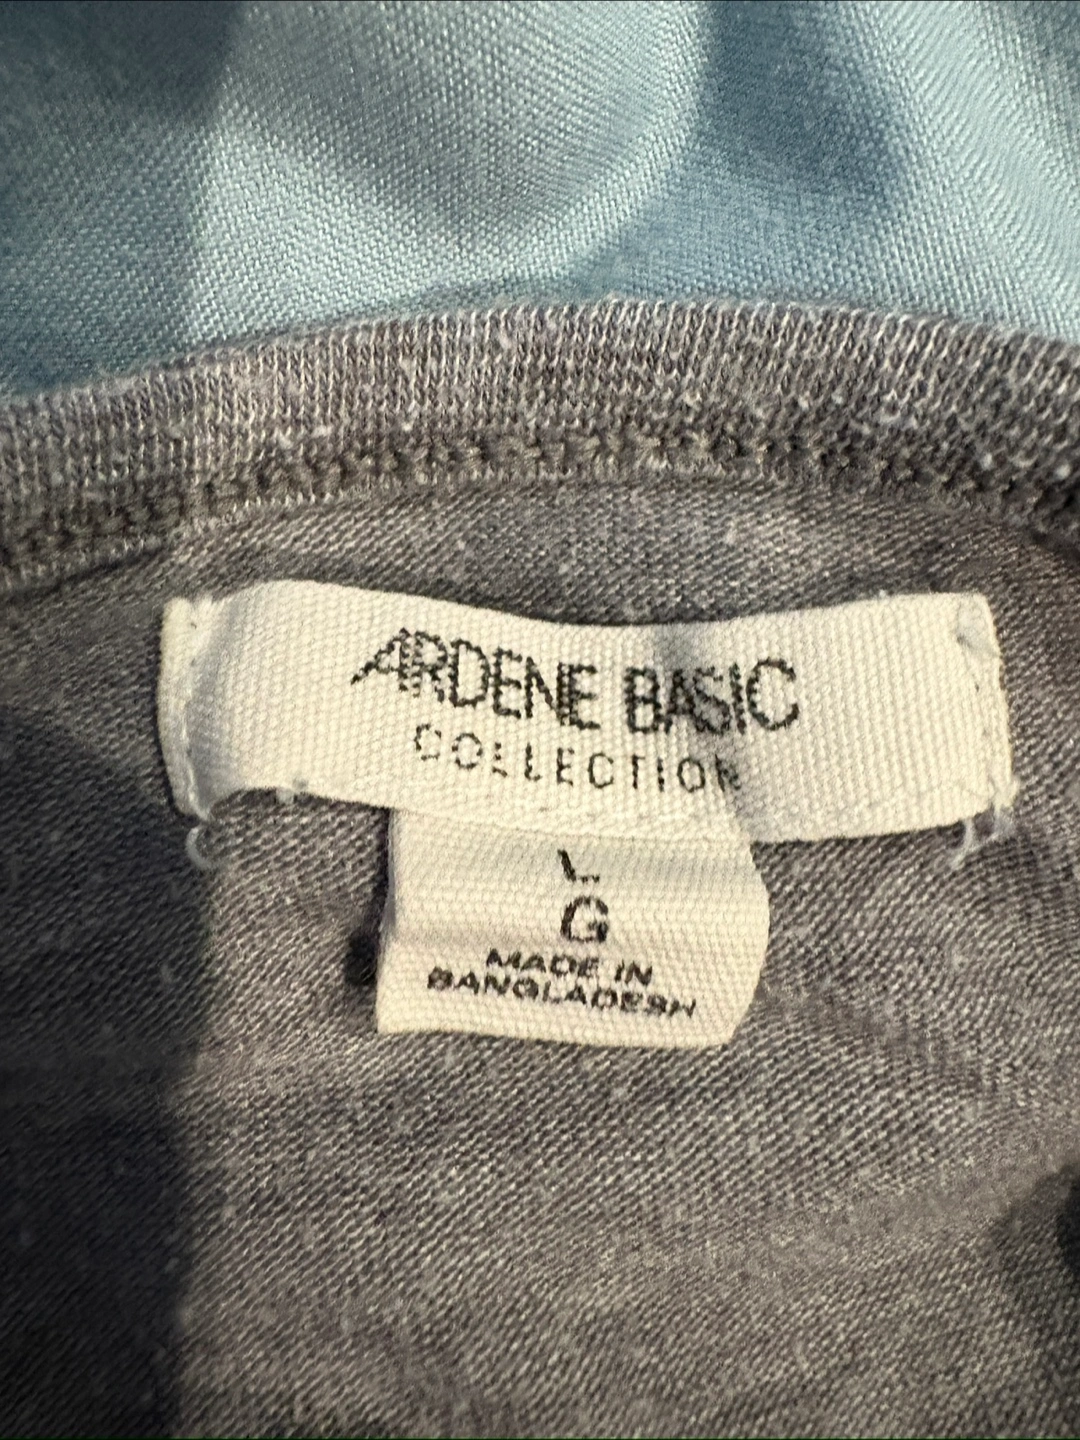 ARDENE BASIC
COLLECTION
L
G
MADE IN
BANGLADESH